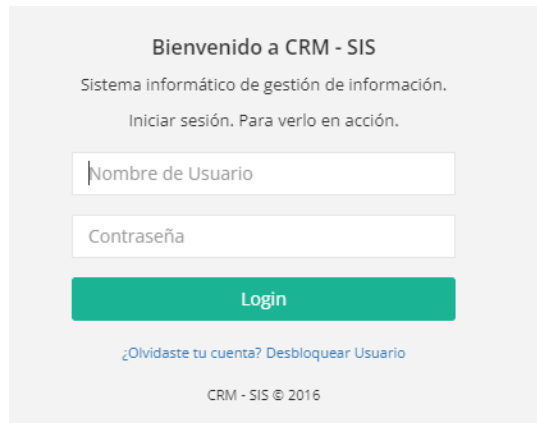 Bienvenido a CRM - SIS
Sistema informático de gestión de información.
Iniciar sesión. Para verlo en acción.
Nombre de Usuario
Contraseña
Login
¿Olvidaste tu cuenta? Desbloquear Usuario
CRM - SIS © 2016